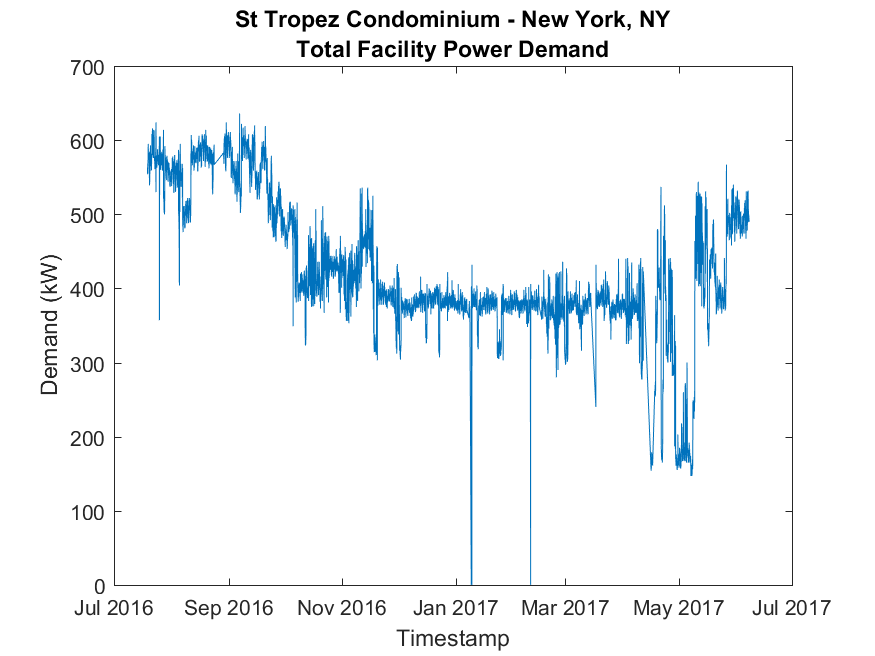 St Tropez Condominium - New York, NY
Total Facility Power Demand
700
600
500
400
300
200
100
0
Demand (kW)
Jul 2016 Sep 2016 Nov 2016 Jan 2017 Mar 2017 May 2017 Jul 2017
Timestamp